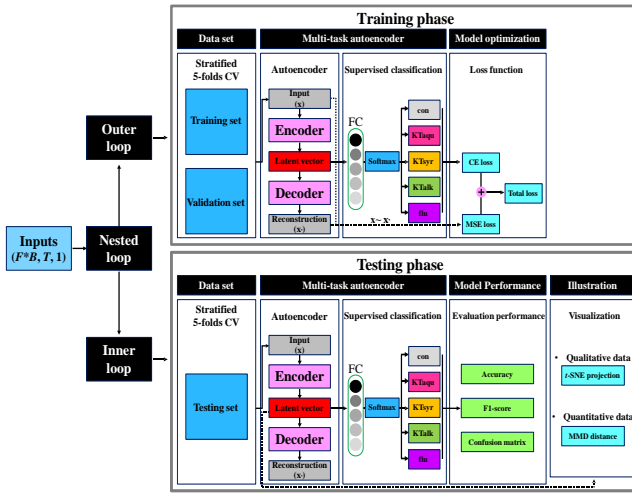 Training phase
Data set
Multi-task autoencoder
Model optimization
Stratified
5-folds CV
Autoencoder
Supervised classification
Loss function
Training set
Validation set
Input
(x)
Encoder
Latent vector
Decoder
Reconstruction
(x·)
FC
Softmax
con
KTaqu
KTsyr
KTalk
flu
x~ x·
CE loss
+
Total loss
MSE loss
Outer
loop
Inputs
(F*B, T, 1)
Nested
loop
Inner
loop
Testing phase
Data set
Multi-task autoencoder
Model Performance
Illustration
Stratified
5-folds CV
Autoencoder
Supervised classification
Evaluation performance
Visualization
Testing set
Input
(x)
Encoder
Latent vector
Decoder
Reconstruction
(x·)
FC
Softmax
con
KTaqu
KTsyr
KTalk
flu
Accuracy
F1-score
Confusion matrix
• Qualitative data
t-SNE projection
• Quantitative data
MMD distance